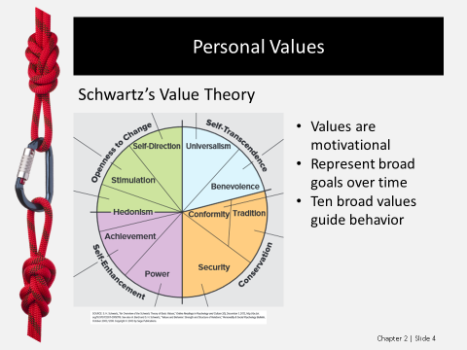 Personal Values
Schwartz's Value Theory
Openness to Change
Self-Transcendence
Self-Direction
Universalism
Stimulation
Benevolence
Hedonism
Conformity
Tradition
Achievement
Power
Security
Self-Enhancement
Conservation
• Values are
motivational
• Represent broad
goals over time
• Ten broad values
guide behavior
Chapter 2 | Slide 4